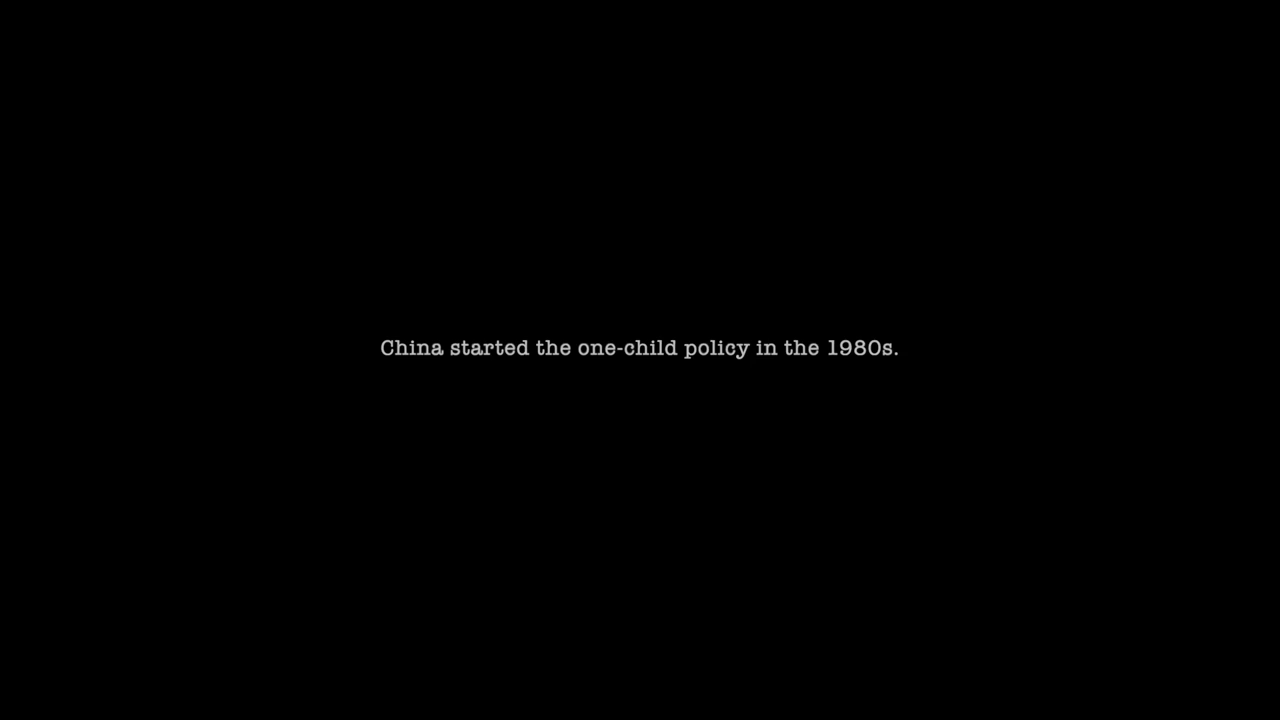 China started the one-child policy in the 1980s.